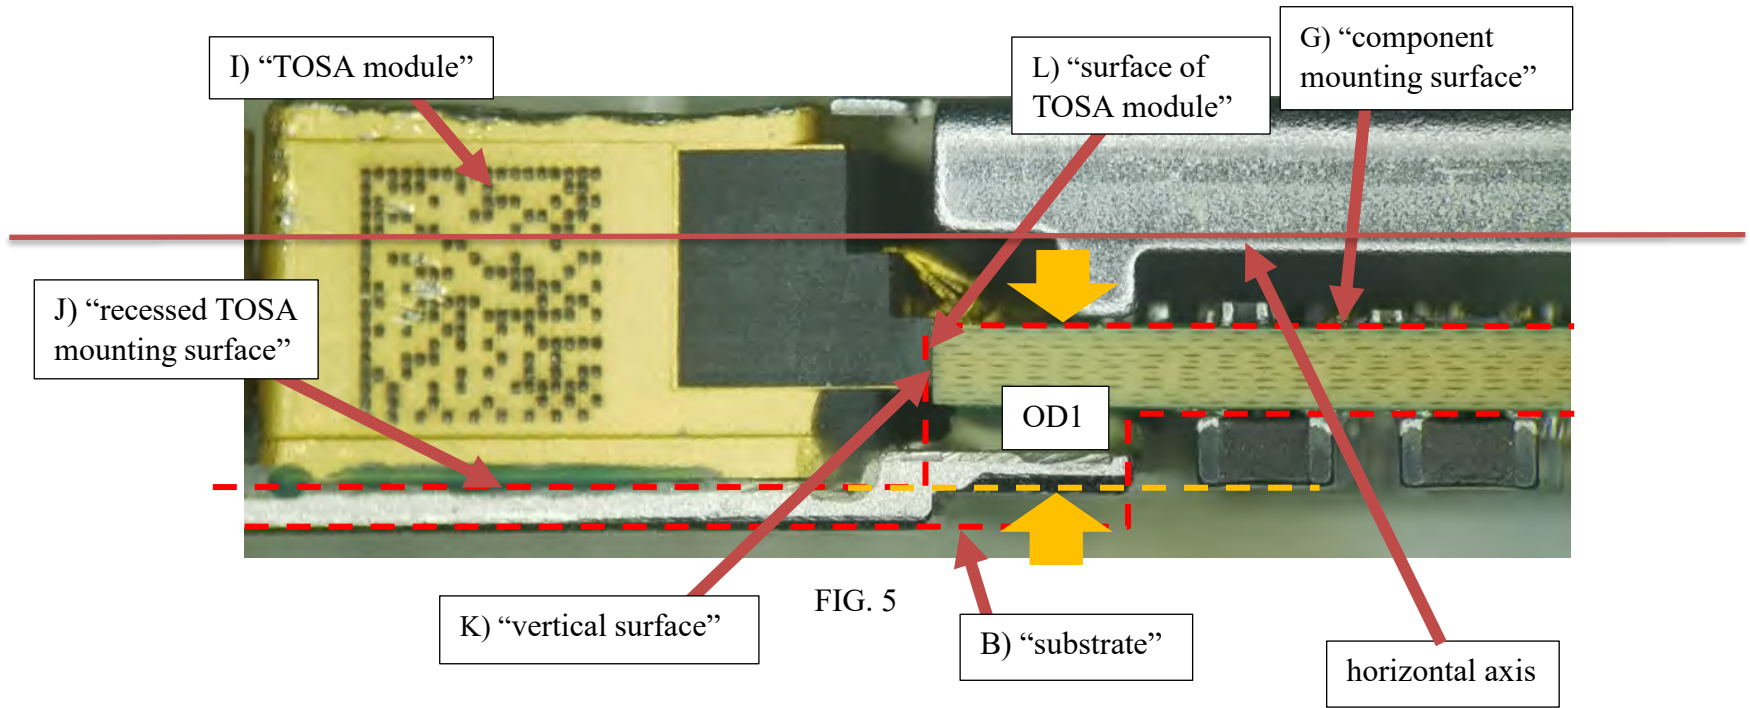 I) “TOSA module”
L) “surface of
TOSA module”
G) “component
mounting surface”
J) “recessed TOSA
mounting surface”
OD1
FIG. 5
K) “vertical surface”
B) “substrate”
horizontal axis